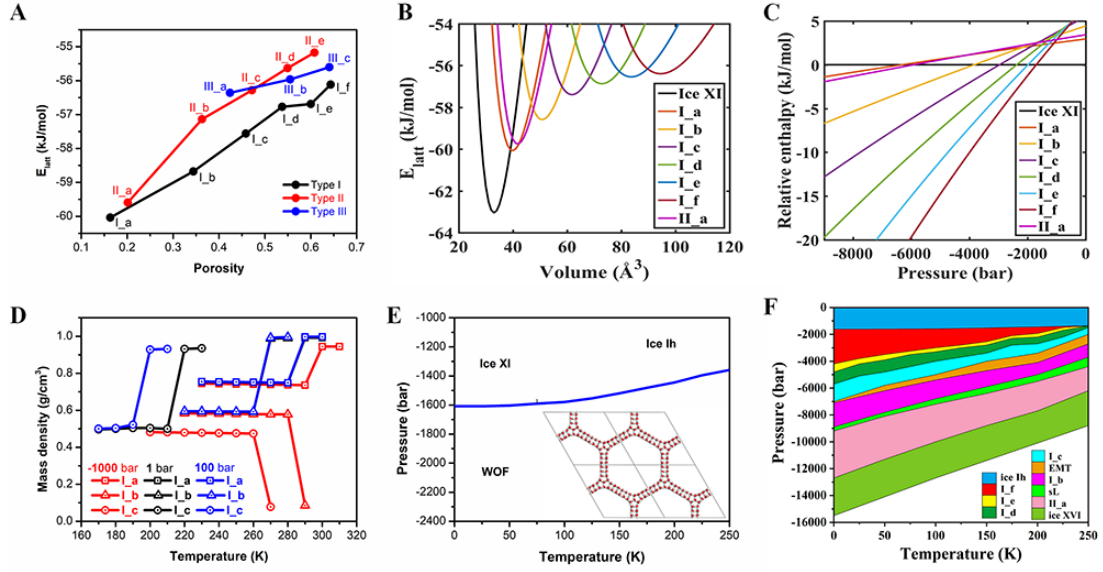 A
-55
-56
-57
-58
-59
-60
E_latt (kJ/mol)
0.1 0.2 0.3 0.4 0.5 0.6 0.7
Porosity
II_e
II_d
III_c
II_c
III_a
III_b
I_f
I_e
I_d
II_b
I_c
I_b
II_a
I_a
Type I
Type II
Type III
B
-54
-56
-58
-60
-62
-64
E_latt (kJ/mol)
20 40 60 80 100 120
Volume (Å³)
Ice XI
I_a
I_b
I_c
I_d
I_e
I_f
II_a
C
5
0
-5
-10
-15
-20
Relative enthalpy (kJ/mol)
-8000 -6000 -4000 -2000 0
Pressure (bar)
Ice XI
I_a
I_b
I_c
I_d
I_e
I_f
II_a
D
1.0
0.8
0.6
0.4
0.2
0.0
Mass density (g/cm³)
160 180 200 220 240 260 280 300 320
Temperature (K)
-1000 bar 1 bar 100 bar
I_a I_a I_a
I_b I_b I_b
I_c I_c I_c
E
-1000
-1200
-1400
-1600
-1800
-2000
-2200
-2400
Pressure (bar)
0 50 100 150 200 250
Temperature (K)
Ice XI
Ice Ih
WOF
F
0
-2000
-4000
-6000
-8000
-10000
-12000
-14000
-16000
Pressure (bar)
0 50 100 150 200 250
Temperature (K)
ice Ih
I_f
I_e
I_d
I_c
EMT
I_b
sL
II_a
ice XVI